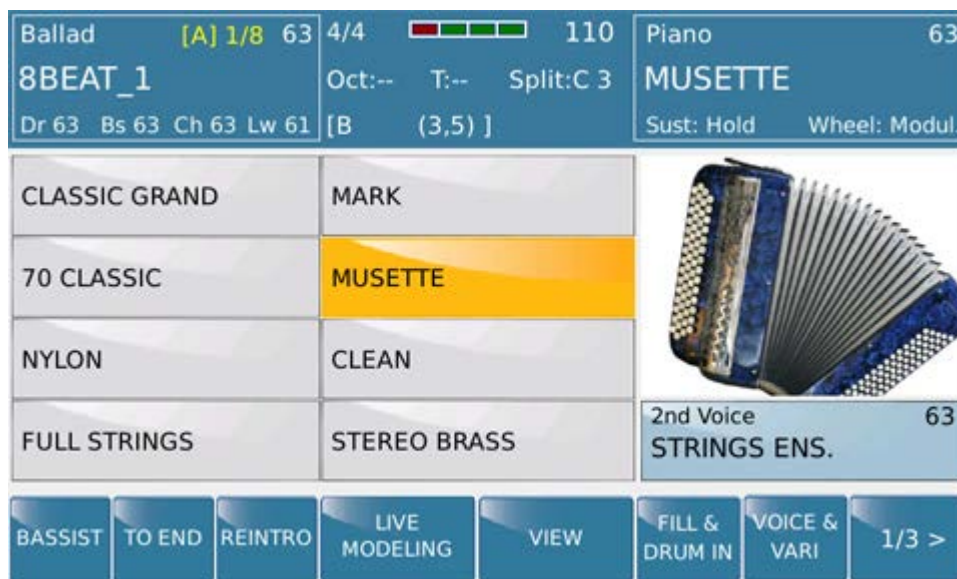 Ballad [A] 1/8 63
8BEAT_1
Dr 63 Bs 63 Ch 63 Lw 61
4/4 110
Oct:-- T:-- Split:C 3
[B (3,5) ]
Piano 63
MUSETTE
Sust: Hold Wheel: Modul.
CLASSIC GRAND
MARK
70 CLASSIC
MUSETTE
NYLON
CLEAN
FULL STRINGS
STEREO BRASS
2nd Voice 63
STRINGS ENS.
BASSIST
TO END
REINTRO
LIVE
MODELING
VIEW
FILL &
DRUM IN
VOICE &
VARI
1/3 >